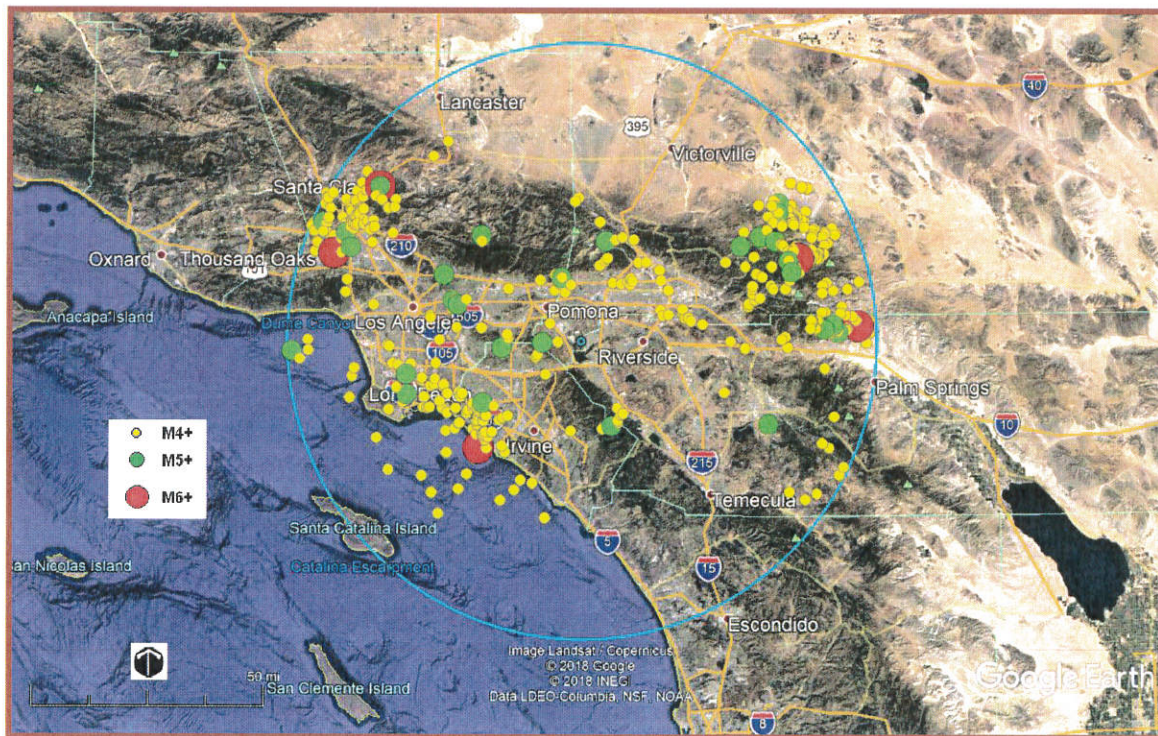 Lancaster
40
395
Victorville
Santa Cla
210
Oxnard
Thousand Oaks
101
Anacapa Island
Dume Canyon
Los Angele
105
Pomona
Riverside
Palm Springs
10
Irvine
215
Temecula
M4+
M5+
M6+
Santa Catalina Island
Catalina Escarpment
San Nicolas Island
5
15
Escondido
50 mi
San Clemente Island
Image Landsat / Copernicus
© 2018 Google
© 2018 INEGI
Data LDEO-Columbia, NSF, NOAA
Google Earth
8